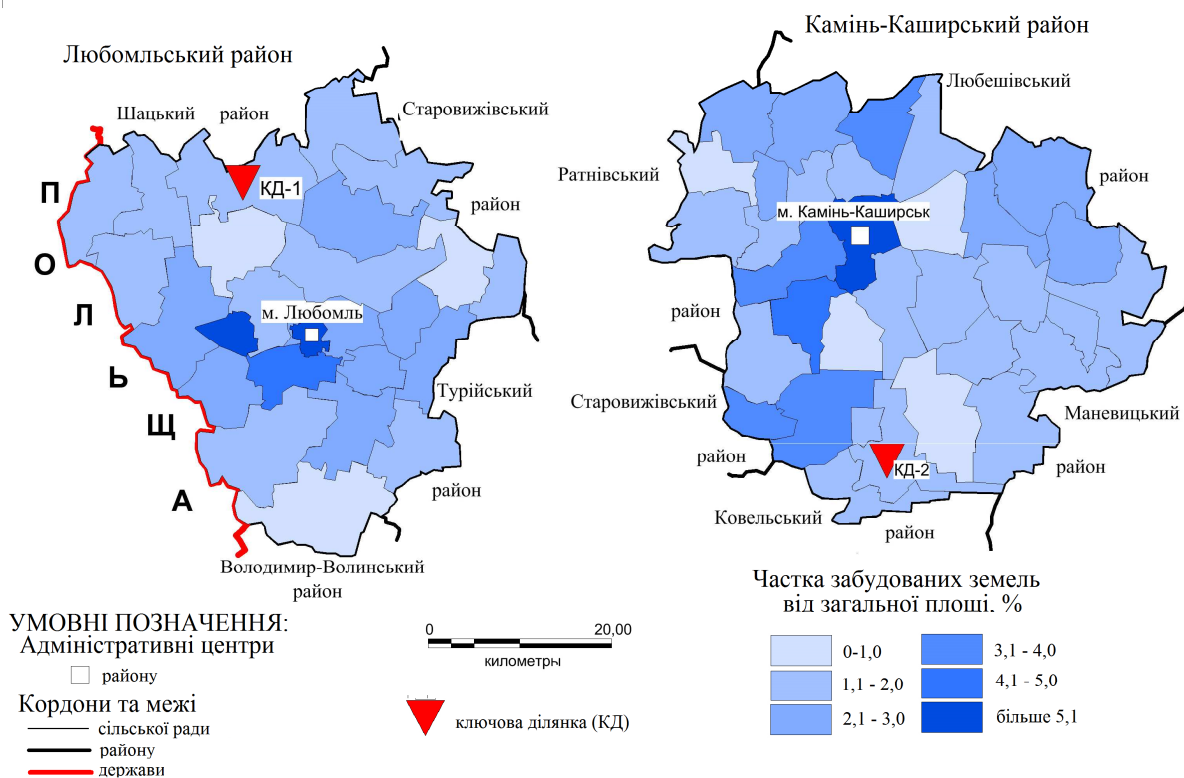 Любомльський район
Шацький район
Старовижівський
район
КД-1
м. Любомль
П
О
Л
Ь
Щ
А
Турійський
район
Володимир-Волинський
район
Камінь-Каширський район
Любешівський
район
Ратнівський
район
м. Камінь-Каширськ
Старовижівський
район
Маневицький
район
КД-2
Ковельський
район
УМОВНІ ПОЗНАЧЕННЯ:
Адміністративні центри
району
Кордони та межі
сільської ради
району
держави
0 20,00
километры
ключова ділянка (КД)
Частка забудованих земель
від загальної площі, %
0-1,0
1,1 - 2,0
2,1 - 3,0
3,1 - 4,0
4,1 - 5,0
більше 5,1